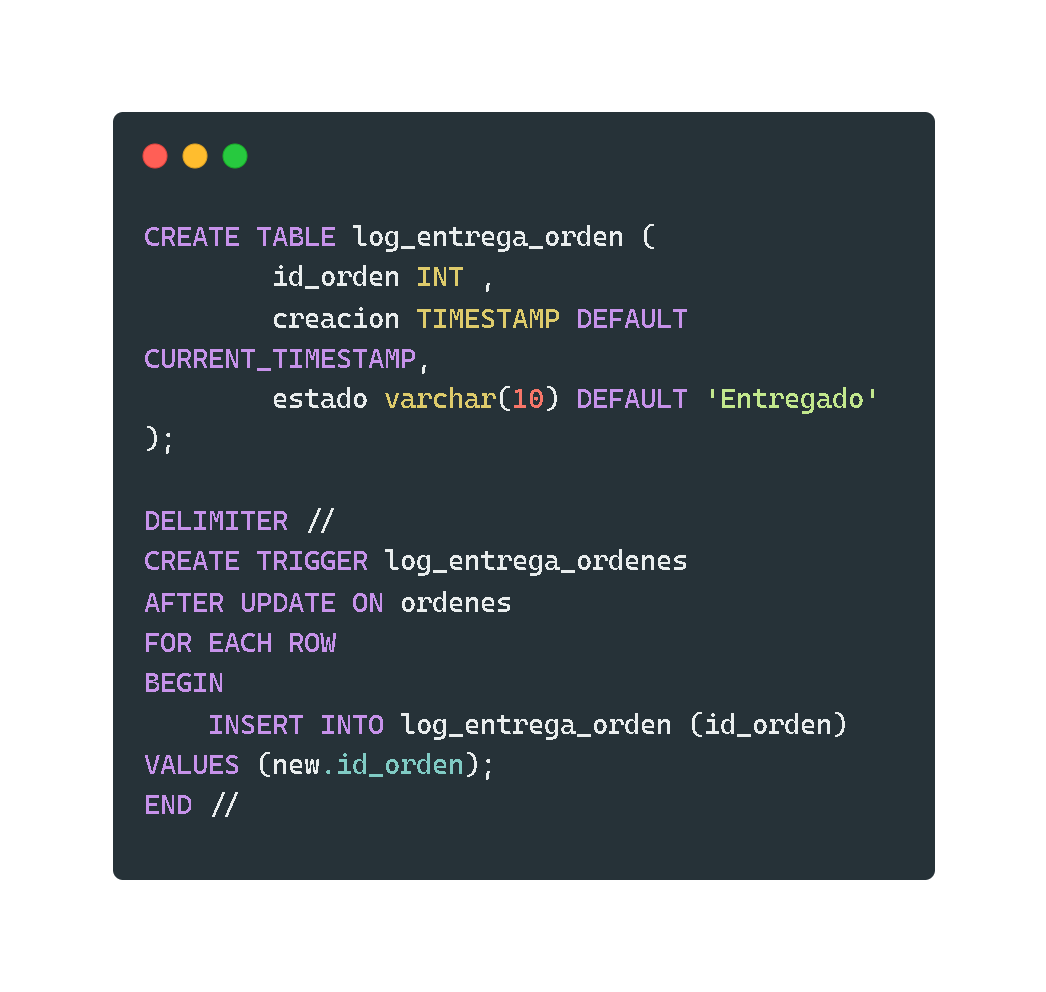 CREATE TABLE log_entrega_orden (
        id_orden INT ,
        creacion TIMESTAMP DEFAULT
CURRENT_TIMESTAMP,
        estado varchar(10) DEFAULT 'Entregado'
);

DELIMITER //
CREATE TRIGGER log_entrega_ordenes
AFTER UPDATE ON ordenes
FOR EACH ROW
BEGIN
    INSERT INTO log_entrega_orden (id_orden)
VALUES (new.id_orden);
END //